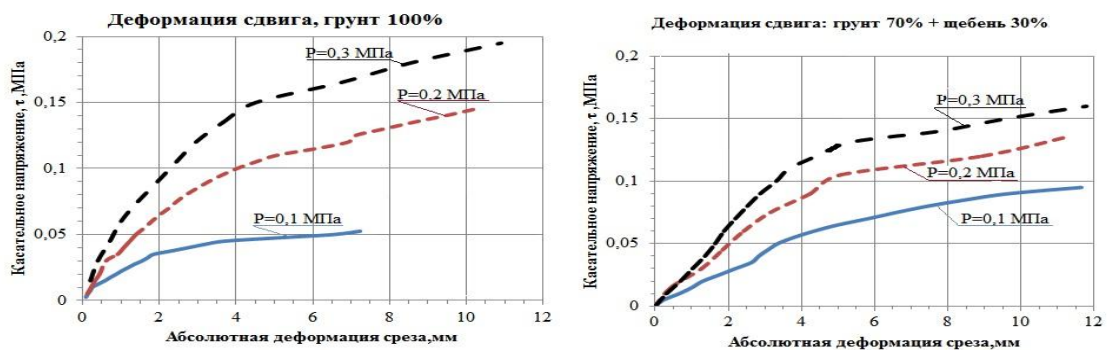 Деформация сдвига, грунт 100%
Касательное напряжение, τ ,МПа
0,2
0,15
0,1
0,05
0
P=0,3 МПа
P=0,2 МПа
P=0,1 МПа
0 2 4 6 8 10 12
Абсолютная деформация среза,мм
Деформация сдвига: грунт 70% + щебень 30%
Касательное напряжение, τ ,МПа
0,2
0,15
0,1
0,05
0
P=0,3 МПа
P=0,2 МПа
P=0,1 МПа
0 2 4 6 8 10 12
Абсолютная деформация среза,мм